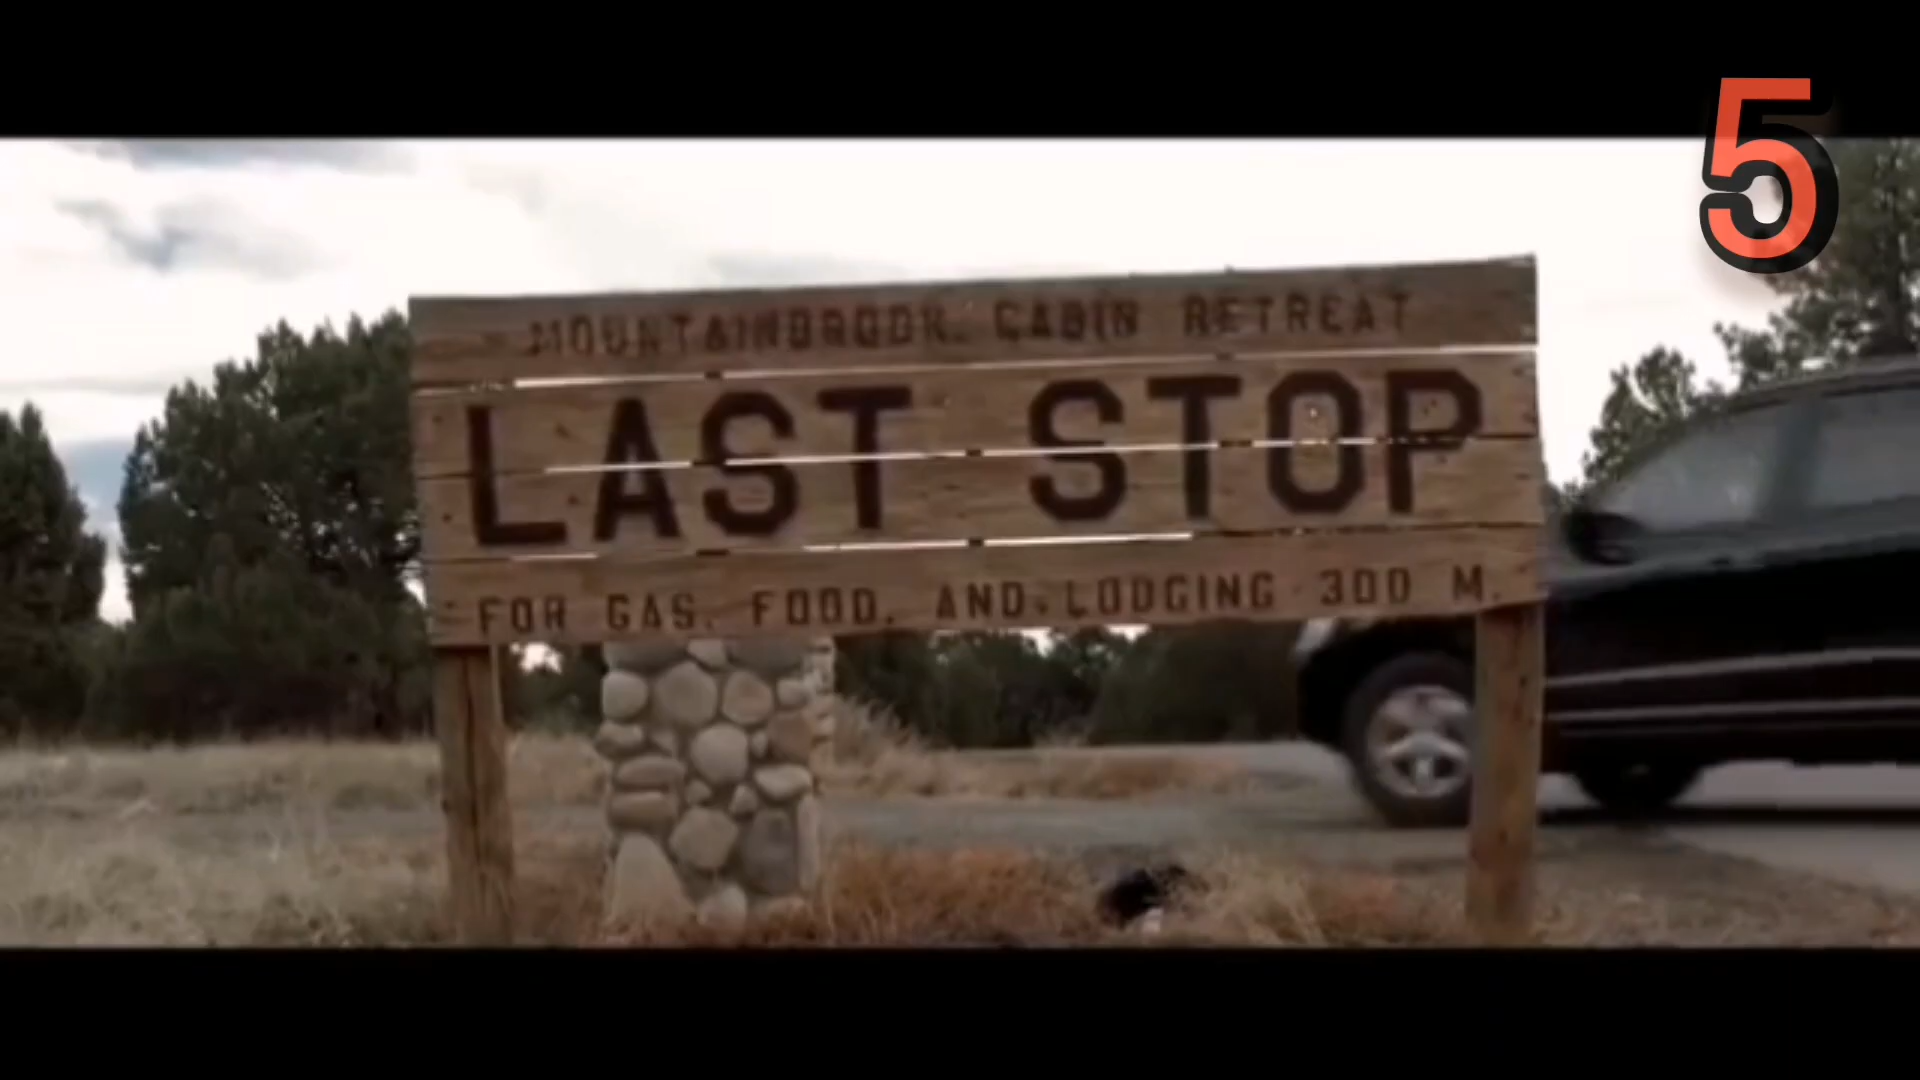 5
MOUNTAINBROOK CABIN RETREAT
LAST STOP
FOR GAS, FOOD, AND LODGING 300 M.